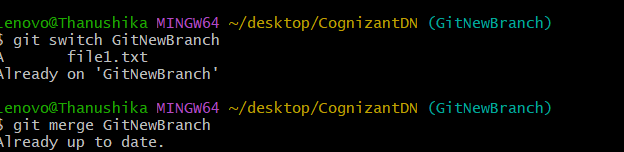 lenovo@Thanushika MINGW64 ~/desktop/CognizantDN (GitNewBranch)
$ git switch GitNewBranch
A       file1.txt
Already on 'GitNewBranch'
lenovo@Thanushika MINGW64 ~/desktop/CognizantDN (GitNewBranch)
$ git merge GitNewBranch
Already up to date.